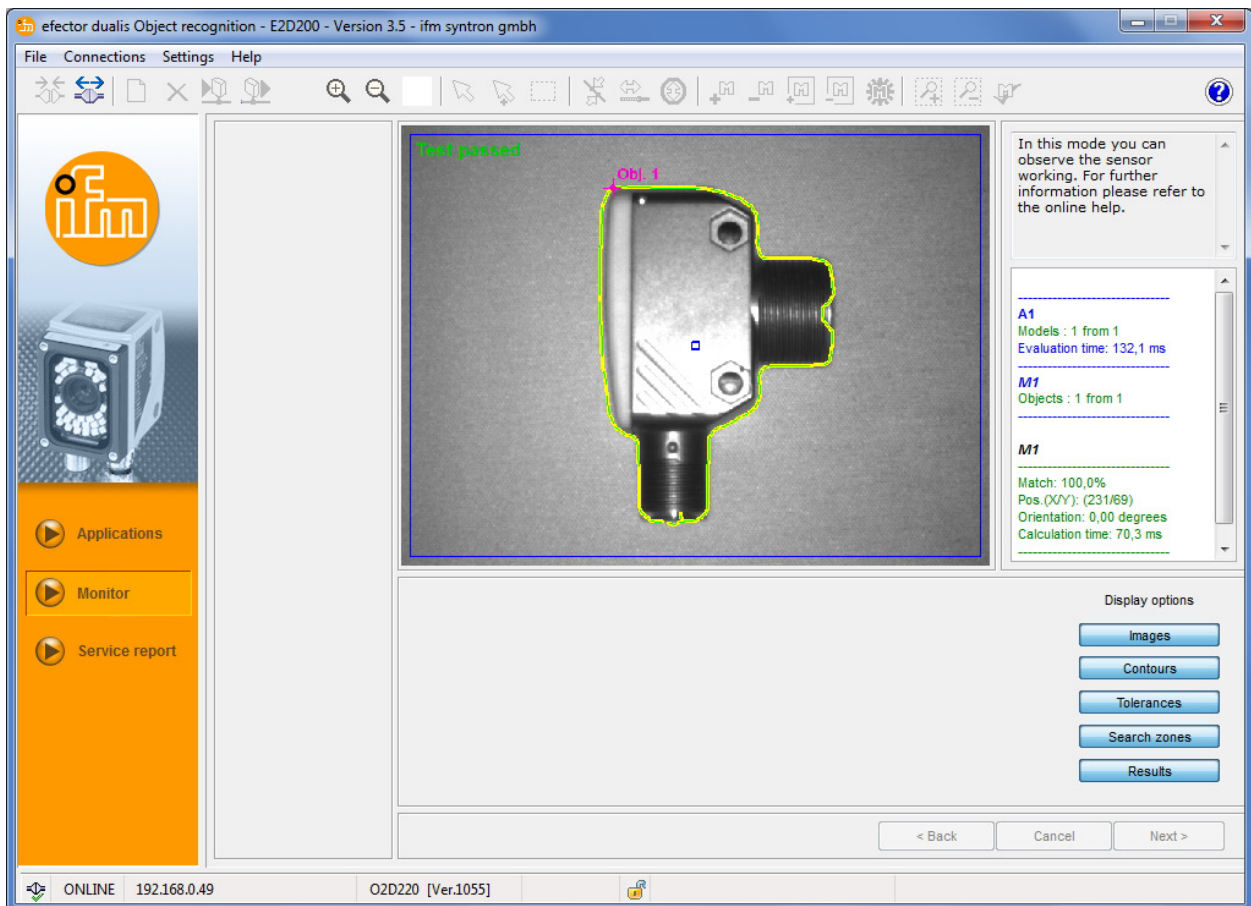 efector dualis Object recognition - E2D200 - Version 3.5 - ifm syntron gmbh
File Connections Settings Help
ifm
Applications
Monitor
Service report
Test passed
Obj. 1
In this mode you can
observe the sensor
working. For further
information please refer to
the online help.
A1
Models : 1 from 1
Evaluation time: 132,1 ms
M1
Objects : 1 from 1
M1
Match: 100,0%
Pos.(X/Y): (231/69)
Orientation: 0,00 degrees
Calculation time: 70,3 ms
Display options
Images
Contours
Tolerances
Search zones
Results
< Back Cancel Next >
ONLINE 192.168.0.49 O2D220 [Ver.1055]